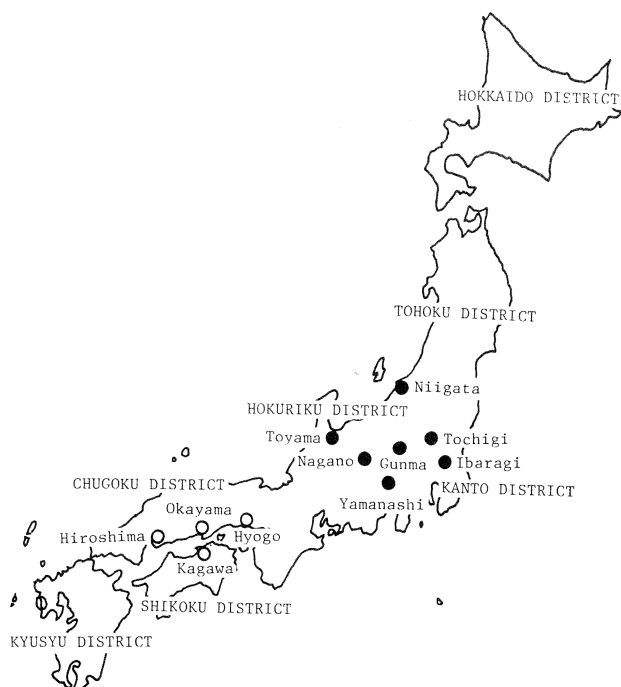 HOKKAIDO DISTRICT
TOHOKU DISTRICT
Niigata
HOKURIKU DISTRICT
Toyama
Tochigi
Nagano
Gunma
Ibaragi
CHUGOKU DISTRICT
KANTO DISTRICT
Yamanashi
Okayama
Hiroshima
Hyogo
Kagawa
SHIKOKU DISTRICT
KYUSYU DISTRICT